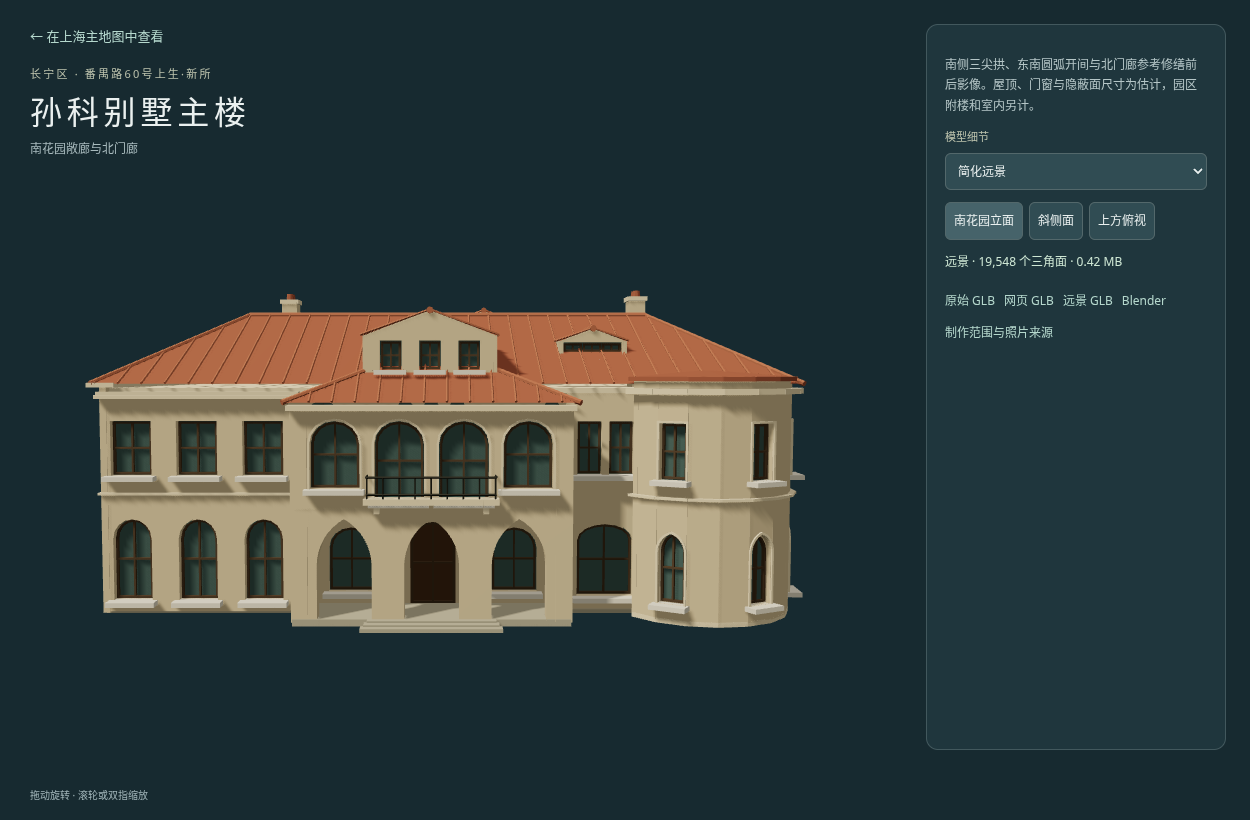 ← 在上海主地图中查看
长宁区 · 番禺路60号上生·新所
孙科别墅主楼
南花园敞廊与北门廊
南侧三尖拱、东南圆弧开间与北门廊参考修缮前
后影像。屋顶、门窗与隐蔽面尺寸为估计，园区
附楼和室内另计。
模型细节
简化远景
南花园立面 斜侧面 上方俯视
远景 · 19,548 个三角面 · 0.42 MB
原始 GLB 网页 GLB 远景 GLB Blender
制作范围与照片来源
拖动旋转 · 滚轮或双指缩放